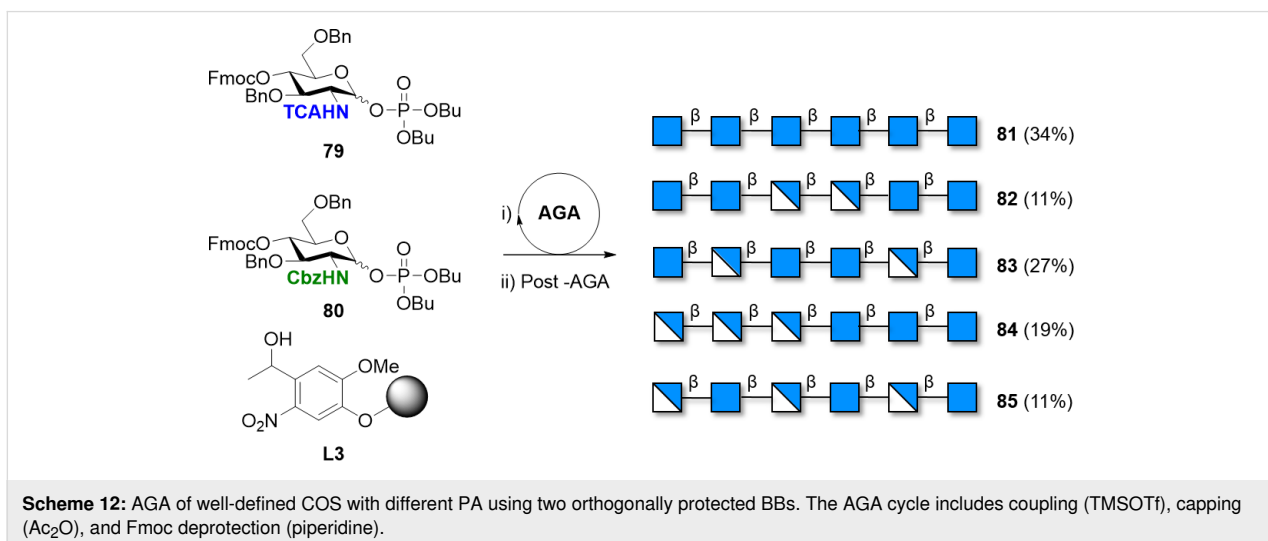 OBn
FmocO
O
BnO
TCAHN
O
P
O
OBu
OBu
79
OBn
FmocO
O
BnO
CbzHN
O
P
O
OBu
OBu
80
OH
OMe
O2N
O
L3
i)
AGA
ii) Post -AGA
β β β β β
81 (34%)
β β β β β
82 (11%)
β β β β β
83 (27%)
β β β β β
84 (19%)
β β β β β
85 (11%)
Scheme 12: AGA of well-defined COS with different PA using two orthogonally protected BBs. The AGA cycle includes coupling (TMSOTf), capping
(Ac2O), and Fmoc deprotection (piperidine).